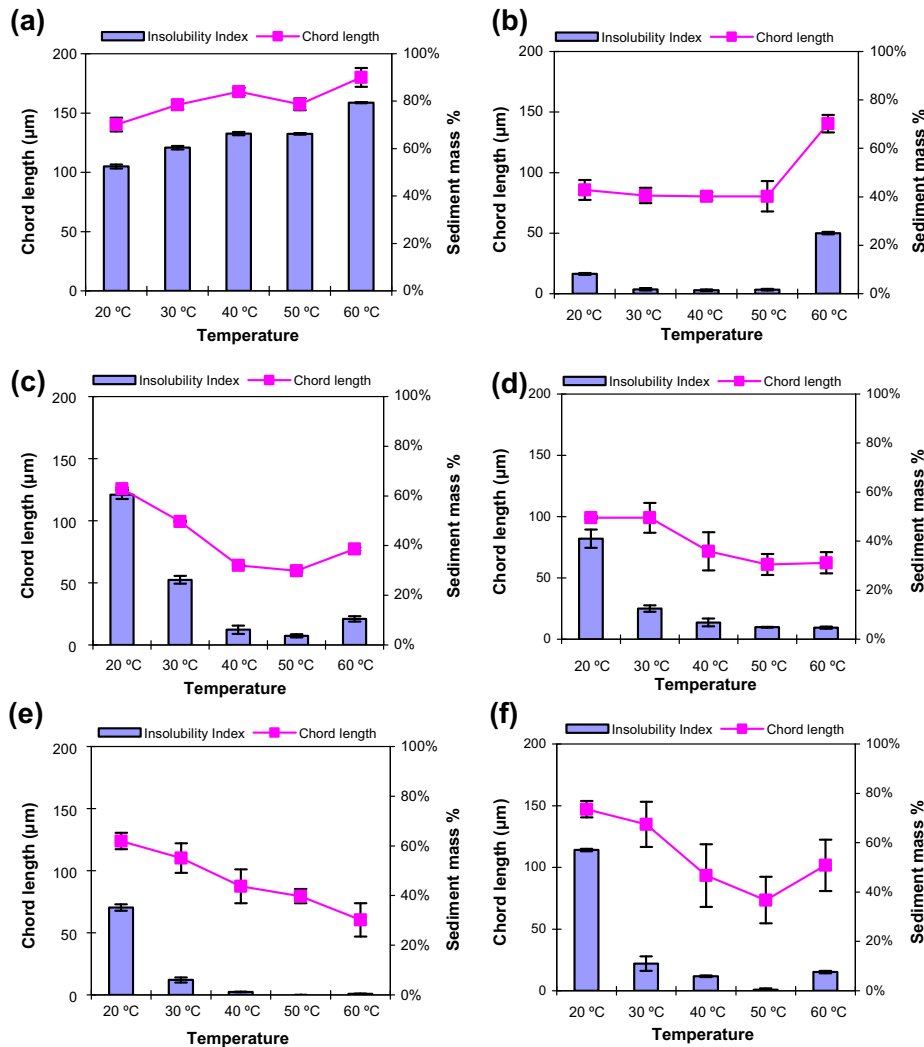 (a)
Insolubility Index Chord length
200
150
100
50
0
100%
80%
60%
40%
20%
0%
Chord length (µm)
Sediment mass %
20 ºC 30 ºC 40 ºC 50 ºC 60 ºC
Temperature
(b)
Insolubility Index Chord length
200
150
100
50
0
100%
80%
60%
40%
20%
0%
Chord length (µm)
Sediment mass %
20 ºC 30 ºC 40 ºC 50 ºC 60 ºC
Temperature
(c)
Insolubility Index Chord length
200
150
100
50
0
100%
80%
60%
40%
20%
0%
Chord length (µm)
Sediment mass %
20 ºC 30 ºC 40 ºC 50 ºC 60 ºC
Temperature
(d)
Insolubility Index Chord length
200
150
100
50
0
100%
80%
60%
40%
20%
0%
Chord length (µm)
Sediment mass %
20 ºC 30 ºC 40 ºC 50 ºC 60 ºC
Temperature
(e)
Insolubility Index Chord length
200
150
100
50
0
100%
80%
60%
40%
20%
0%
Chord length (µm)
Sediment mass %
20 ºC 30 ºC 40 ºC 50 ºC 60 ºC
Temperature
(f)
Insolubility Index Chord length
200
150
100
50
0
100%
80%
60%
40%
20%
0%
Chord length (µm)
Sediment mass %
20 ºC 30 ºC 40 ºC 50 ºC 60 ºC
Temperature